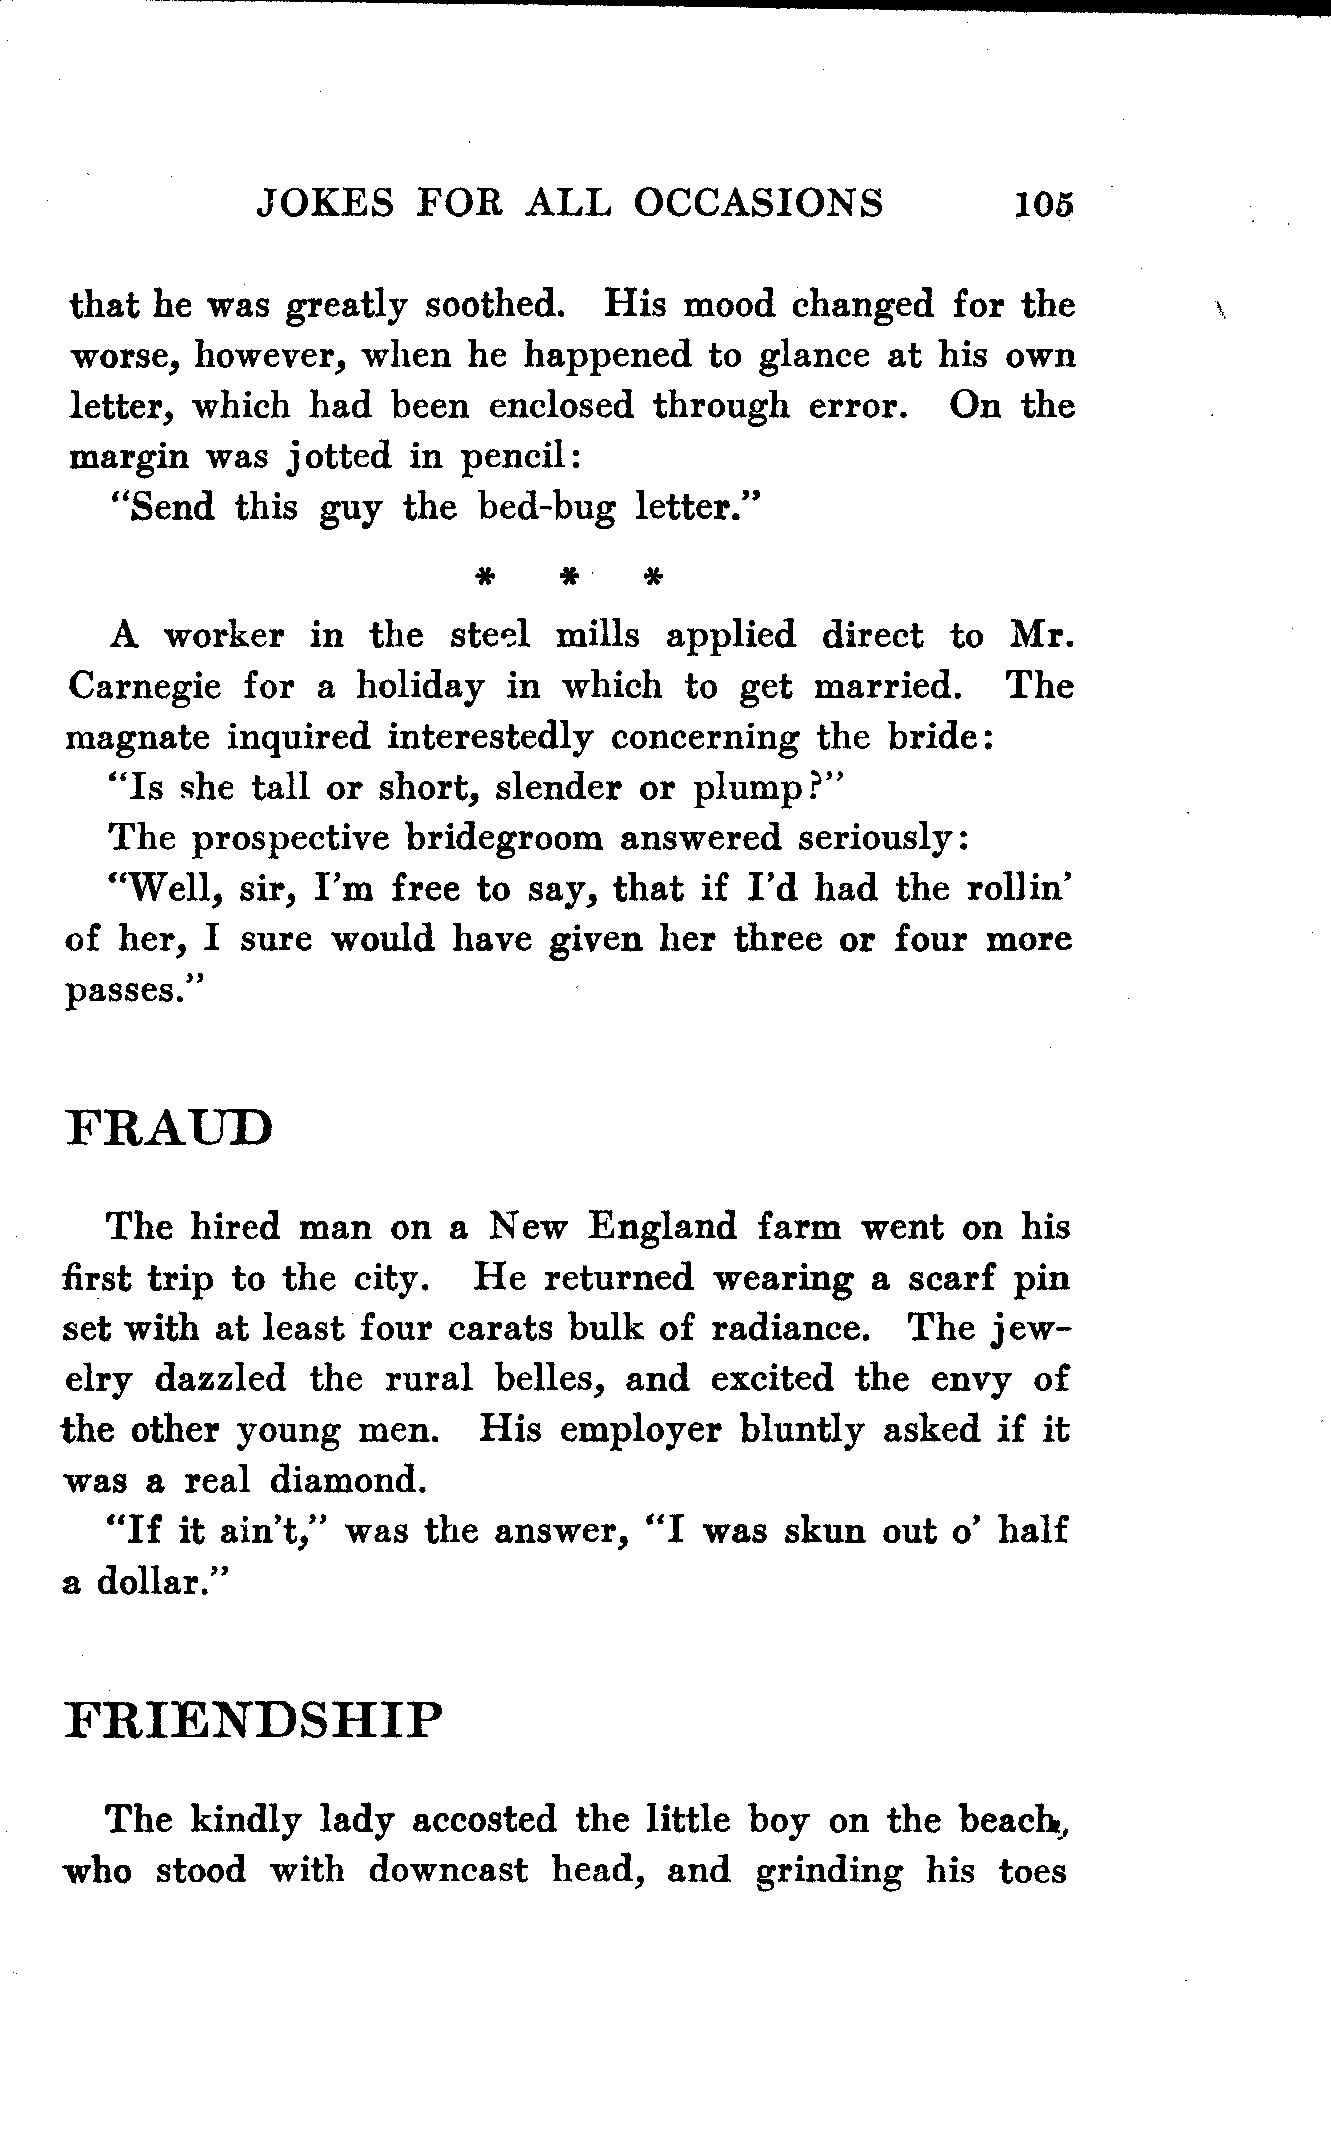 JOKES FOR ALL OCCASIONS 105
that he was greatly soothed. His mood changed for the
worse, however, when he happened to glance at his own
letter, which had been enclosed through error. On the
margin was jotted in pencil:
"Send this guy the bed-bug letter."
* * *
A worker in the steel mills applied direct to Mr.
Carnegie for a holiday in which to get married. The
magnate inquired interestedly concerning the bride:
"Is she tall or short, slender or plump?"
The prospective bridegroom answered seriously:
"Well, sir, I'm free to say, that if I'd had the rollin'
of her, I sure would have given her three or four more
passes."
FRAUD
The hired man on a New England farm went on his
first trip to the city. He returned wearing a scarf pin
set with at least four carats bulk of radiance. The jew-
elry dazzled the rural belles, and excited the envy of
the other young men. His employer bluntly asked if it
was a real diamond.
"If it ain't," was the answer, "I was skun out o' half
a dollar."
FRIENDSHIP
The kindly lady accosted the little boy on the beach,
who stood with downcast head, and grinding his toes